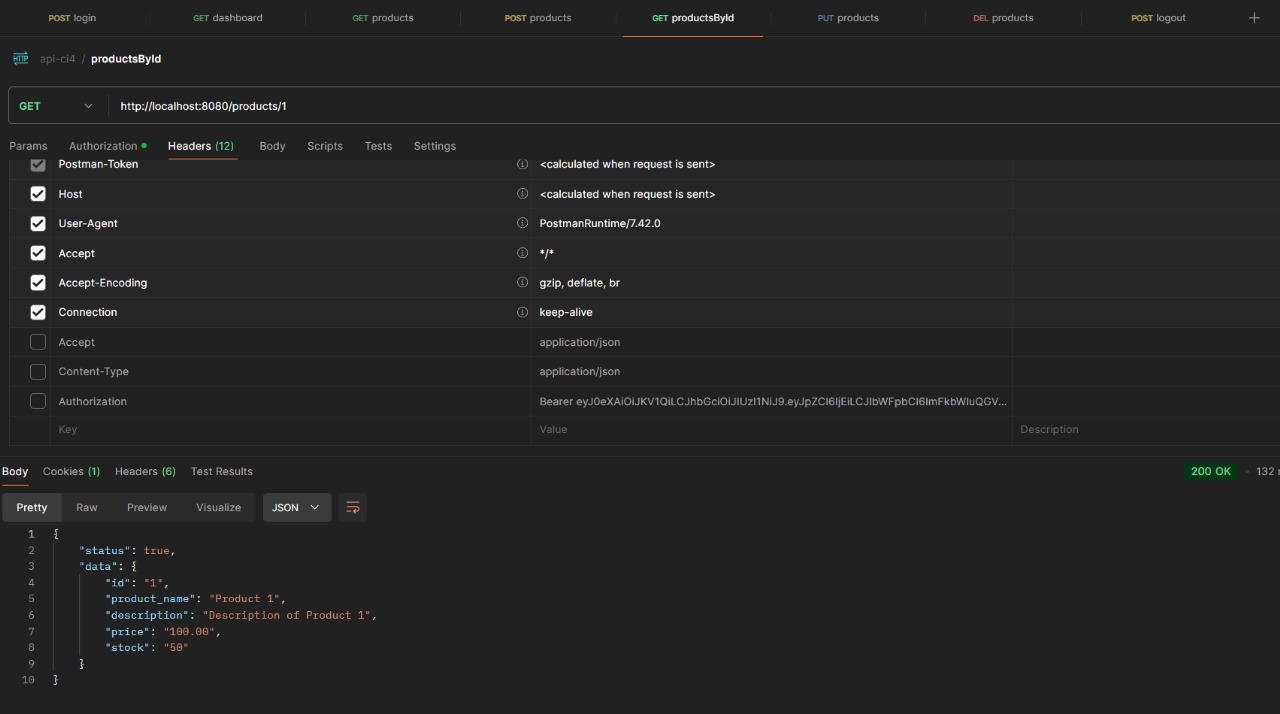 POST login GET dashboard GET products POST products GET productsById PUT products DEL products POST logout
HTTP api-ci4 / productsById
GET http://localhost:8080/products/1
Params Authorization Headers (12) Body Scripts Tests Settings
Postman-Token <calculated when request is sent>
Host <calculated when request is sent>
User-Agent PostmanRuntime/7.42.0
Accept */*
Accept-Encoding gzip, deflate, br
Connection keep-alive
Accept application/json
Content-Type application/json
Authorization Bearer eyJ0eXAiOiJKV1QiLCJhbGciOiJIUzI1NiJ9.eyJpZCI6IjEiLCJlbWFpbCI6ImFkbWluQGV...
Key Value Description
Body Cookies (1) Headers (6) Test Results 200 OK 132
Pretty Raw Preview Visualize JSON
1 {
2 "status": true,
3 "data": {
4 "id": "1",
5 "product_name": "Product 1",
6 "description": "Description of Product 1",
7 "price": "100.00",
8 "stock": "50"
9 }
10 }